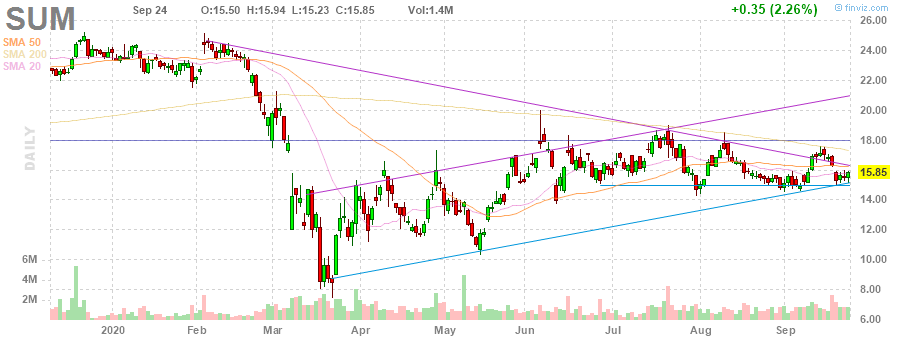 SUM
Sep 24 O:15.50 H:15.94 L:15.23 C:15.85 Vol:1.4M +0.35 (2.26%) © finviz.com
SMA 50
SMA 200
SMA 20
DAILY
26.00
24.00
22.00
20.00
18.00
16.00
15.85
14.00
12.00
10.00
8.00
6.00
6M
4M
2M
2020 Feb Mar Apr May Jun Jul Aug Sep